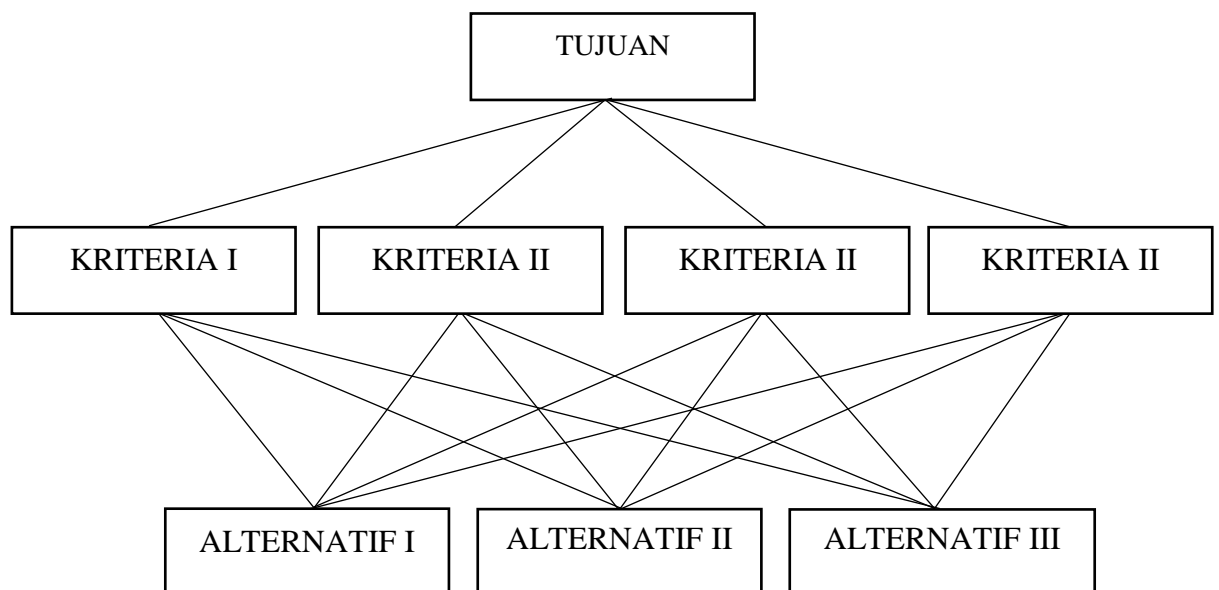 TUJUAN
KRITERIA I
KRITERIA II
KRITERIA II
KRITERIA II
ALTERNATIF I
ALTERNATIF II
ALTERNATIF III